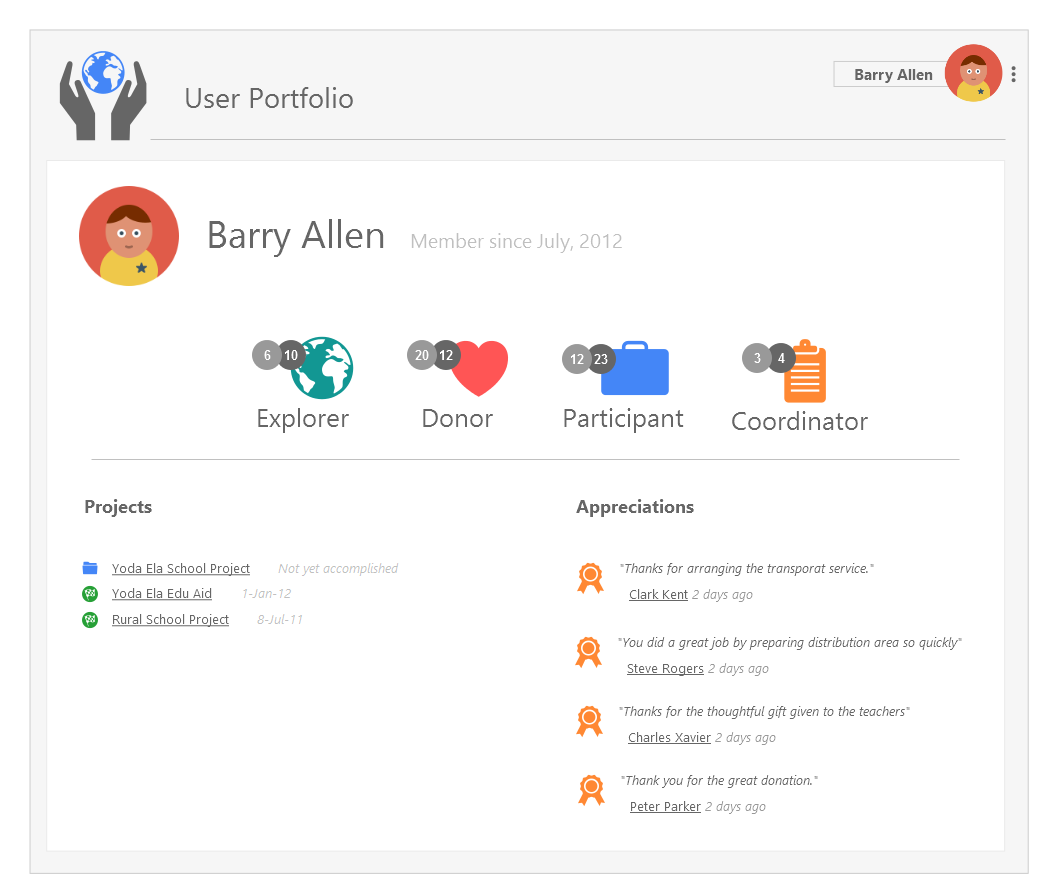 User Portfolio
Barry Allen
Barry Allen Member since July, 2012
6 10 20 12 12 23 3 4
Explorer Donor Participant Coordinator
Projects
Yoda Ela School Project Not yet accomplished
Yoda Ela Edu Aid 1-Jan-12
Rural School Project 8-Jul-11
Appreciations
"Thanks for arranging the transporat service."
Clark Kent 2 days ago
"You did a great job by preparing distribution area so quickly"
Steve Rogers 2 days ago
"Thanks for the thoughtful gift given to the teachers"
Charles Xavier 2 days ago
"Thank you for the great donation."
Peter Parker 2 days ago